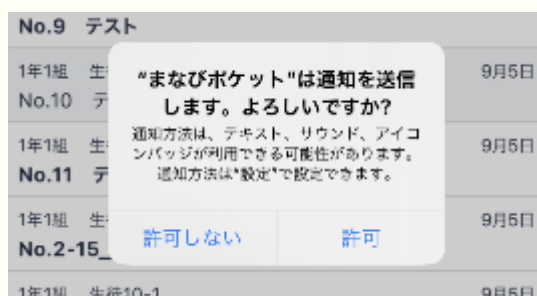 No.9 テスト
1年1組 生
9月5日
No.10 テ
1年1組 生
9月5日
No.11 テ
1年1組 生
9月5日
No.2-15_
1年1組 生徒10-1
9月5日
“まなびポケット"は通知を送信
します。よろしいですか?
通知方法は、テキスト、サウンド、アイコ
ンバッジが利用できる可能性があります。
通知方法は"設定"で設定できます。
許可しない
許可